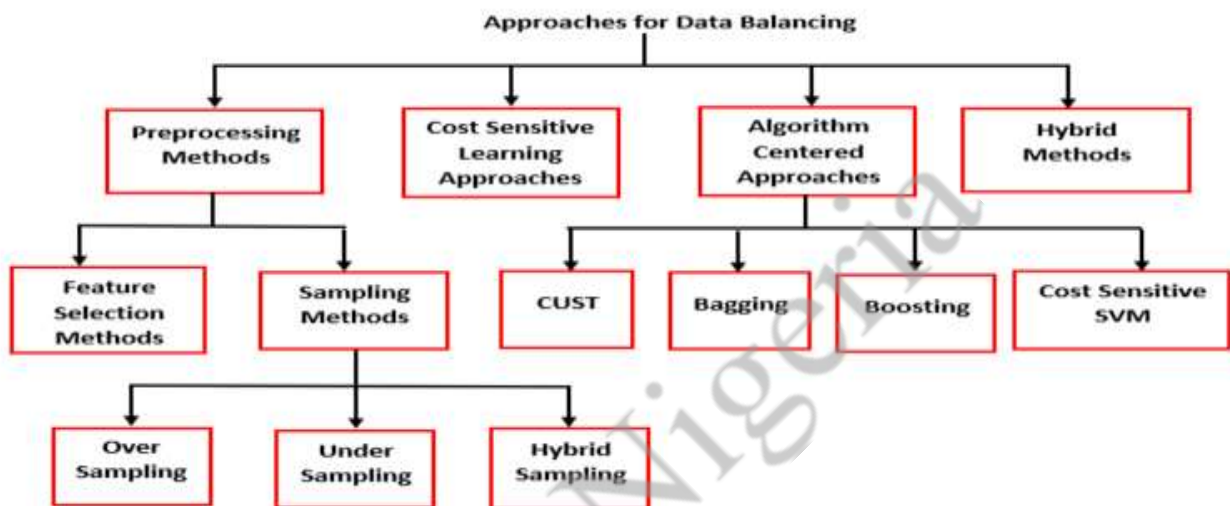 Approaches for Data Balancing
Preprocessing
Methods
Cost Sensitive
Learning
Approaches
Algorithm
Centered
Approaches
Hybrid
Methods
Feature
Selection
Methods
Sampling
Methods
CUST
Bagging
Boosting
Cost Sensitive
SVM
Over
Sampling
Under
Sampling
Hybrid
Sampling
Nigeria